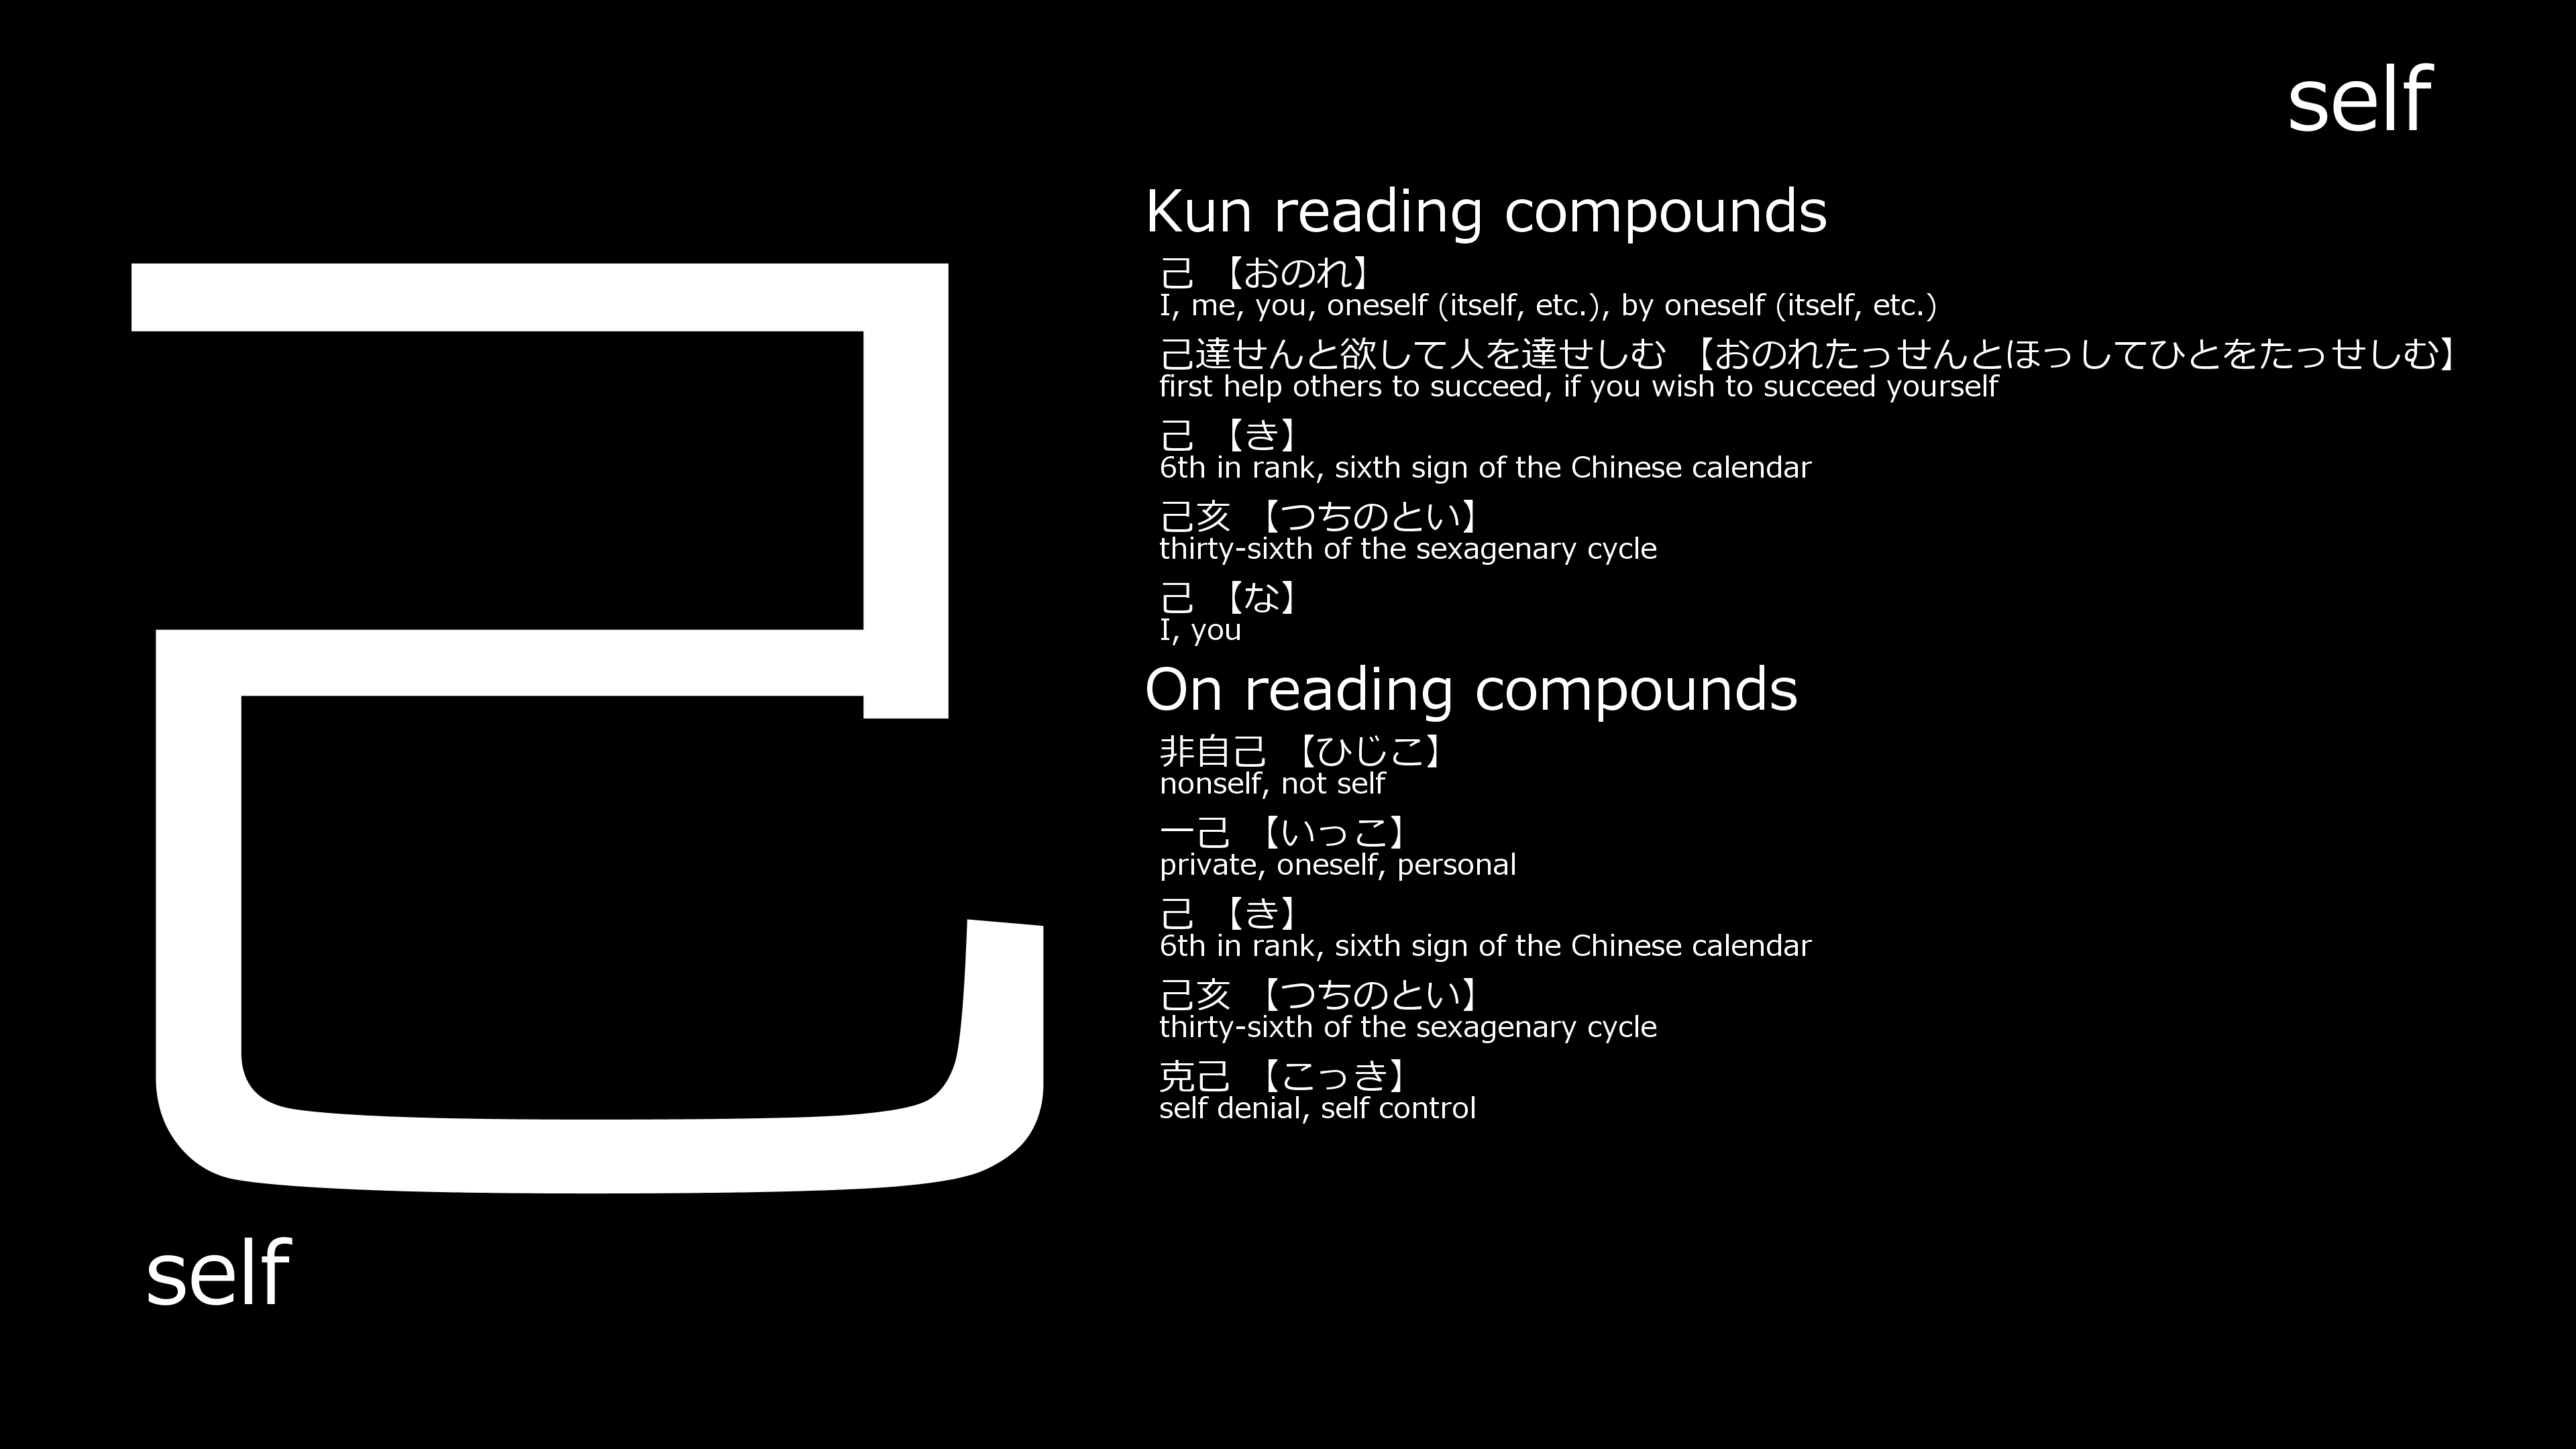 self
己
self
Kun reading compounds
己 【おのれ】
I, me, you, oneself (itself, etc.), by oneself (itself, etc.)
己達せんと欲して人を達せしむ 【おのれたっせんとほっしてひとをたっせしむ】
first help others to succeed, if you wish to succeed yourself
己 【き】
6th in rank, sixth sign of the Chinese calendar
己亥 【つちのとい】
thirty-sixth of the sexagenary cycle
己 【な】
I, you
On reading compounds
非自己 【ひじこ】
nonself, not self
一己 【いっこ】
private, oneself, personal
己 【き】
6th in rank, sixth sign of the Chinese calendar
己亥 【つちのとい】
thirty-sixth of the sexagenary cycle
克己 【こっき】
self denial, self control